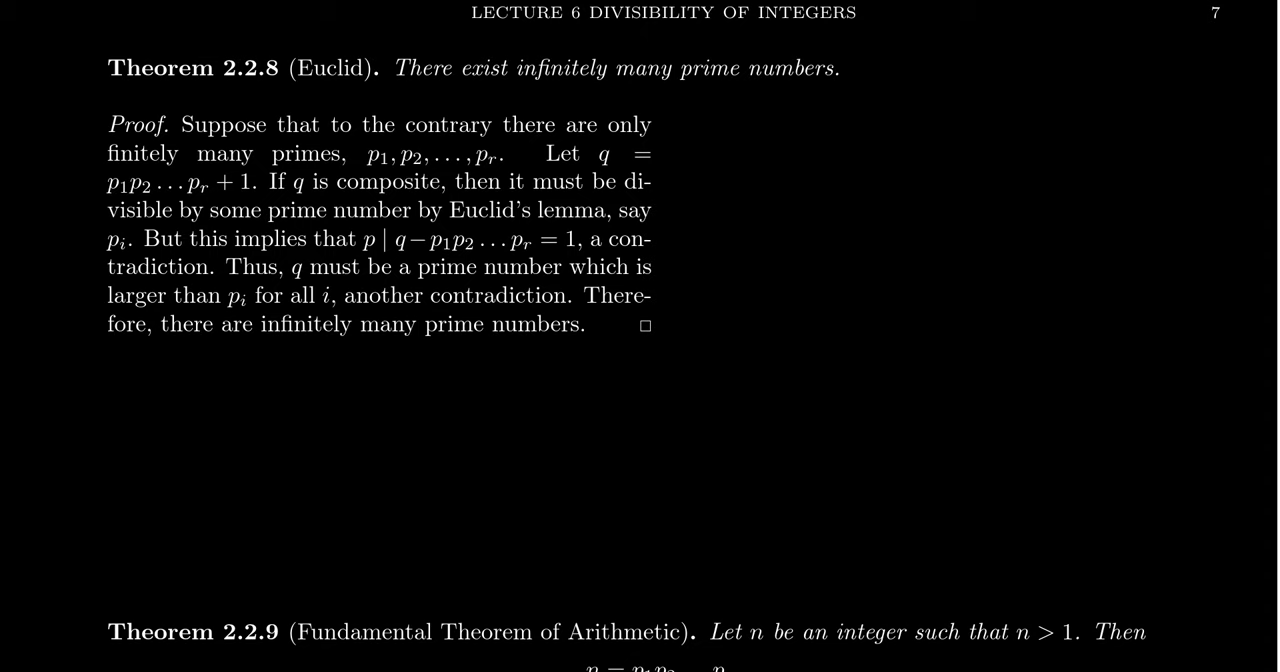 LECTURE 6 DIVISIBILITY OF INTEGERS 7
Theorem 2.2.8 (Euclid). There exist infinitely many prime numbers.
Proof. Suppose that to the contrary there are only
finitely many primes, p₁, p₂, . . . , pᵣ. Let q =
p₁p₂ . . . pᵣ + 1. If q is composite, then it must be di-
visible by some prime number by Euclid's lemma, say
pᵢ. But this implies that p | q − p₁p₂ . . . pᵣ = 1, a con-
tradiction. Thus, q must be a prime number which is
larger than pᵢ for all i, another contradiction. There-
fore, there are infinitely many prime numbers. □
Theorem 2.2.9 (Fundamental Theorem of Arithmetic). Let n be an integer such that n > 1. Then